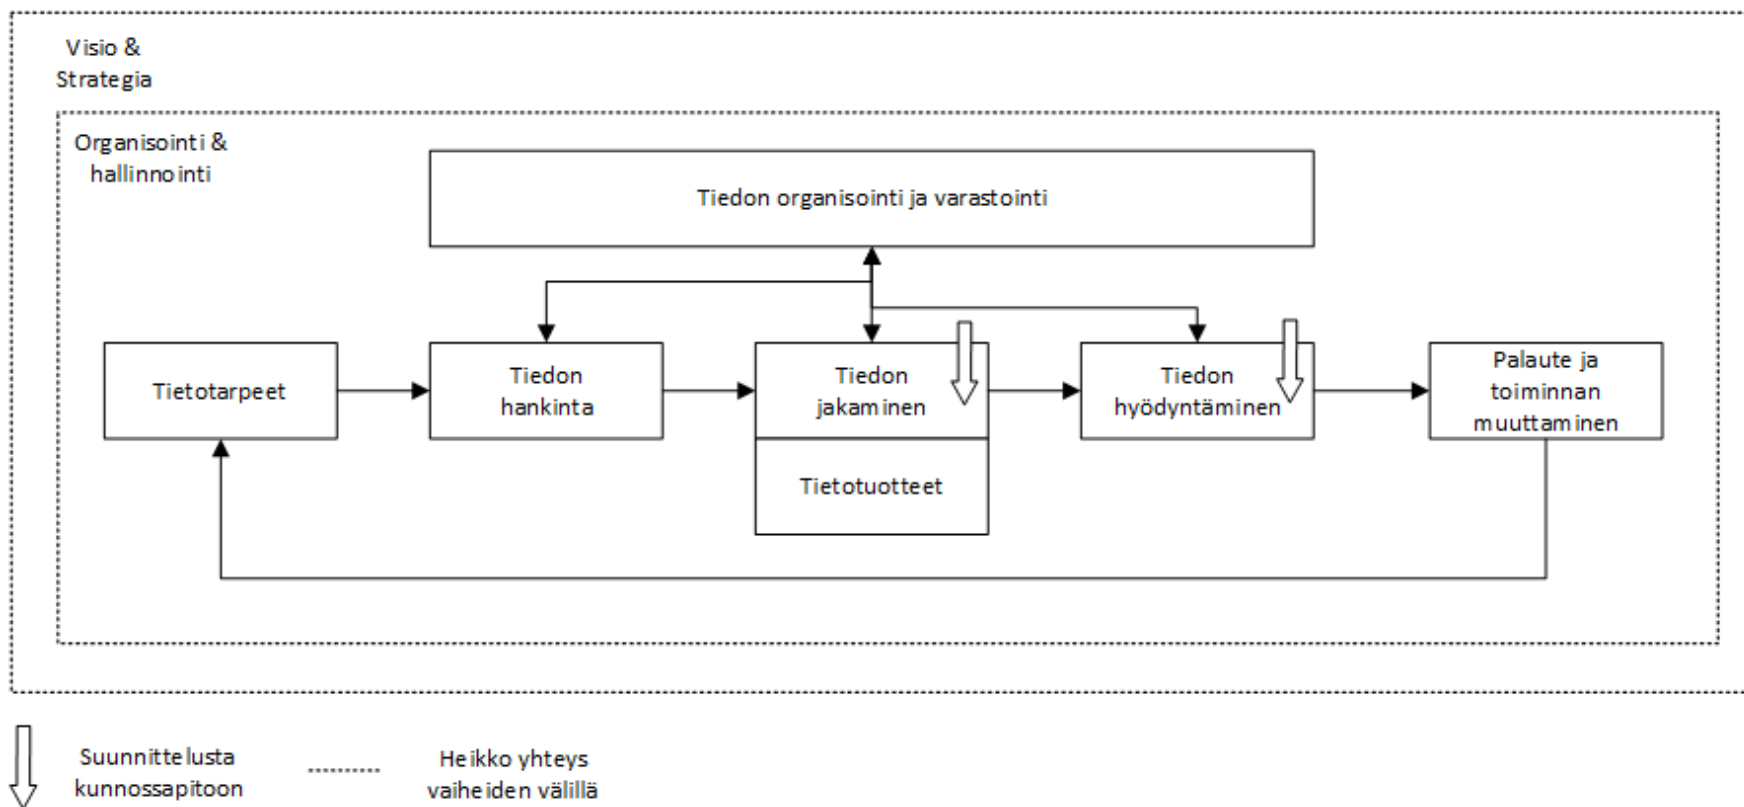 Visio &
Strategia
Organisointi &
hallinnointi
Tiedon organisointi ja varastointi
Tietotarpeet
Tiedon
hankinta
Tiedon
jakaminen
Tietotuotteet
Tiedon
hyödyntäminen
Palaute ja
toiminnan
muuttaminen
Suunnittelusta
kunnossapitoon
Heikko yhteys
vaiheiden välillä